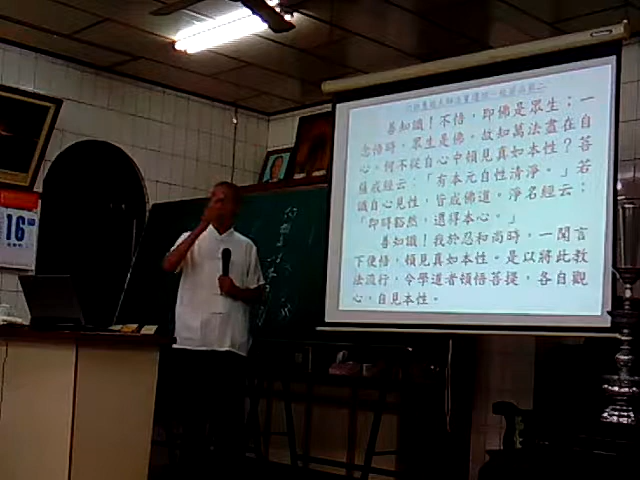 善知識！不悟，即佛是眾生；一
念悟時，眾生是佛。故知萬法盡在自
心，何不從自心中頓見真如本性？菩
薩戒經云：「我本元自性清淨。」若
識自心見性，皆成佛道。淨名經云：
「即時豁然，還得本心。」
善知識！我於忍和尚時，一聞言
下便悟，頓見真如本性。是以將此教
法流行，令學道者頓悟菩提，各自觀
心，自見本性。
16